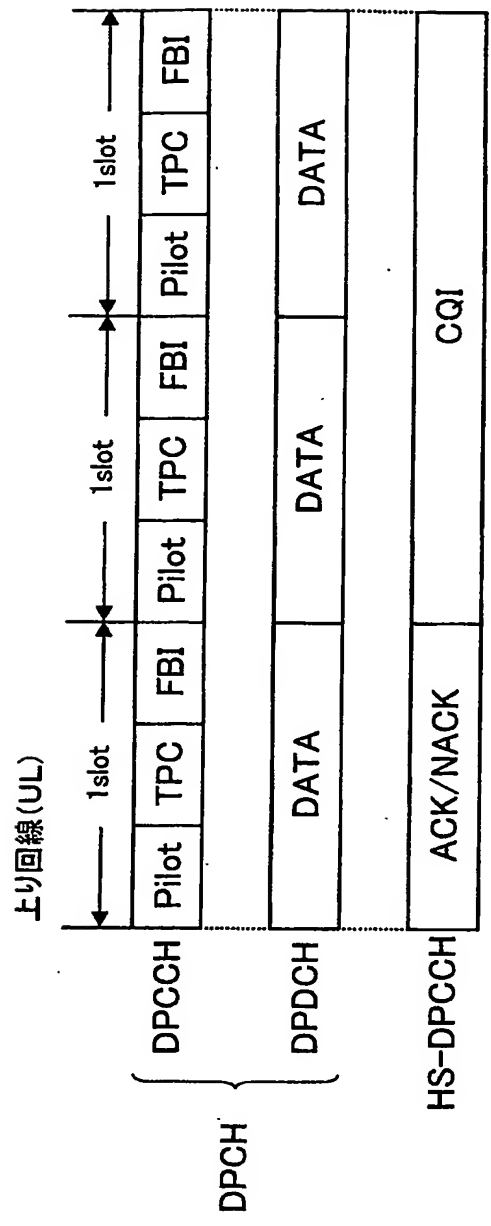 上り回線(UL)
1slot 1slot 1slot
DPCH
DPCCH Pilot TPC FBI Pilot TPC FBI Pilot TPC FBI
DPDCH DATA DATA DATA
HS-DPCCH ACK/NACK CQI